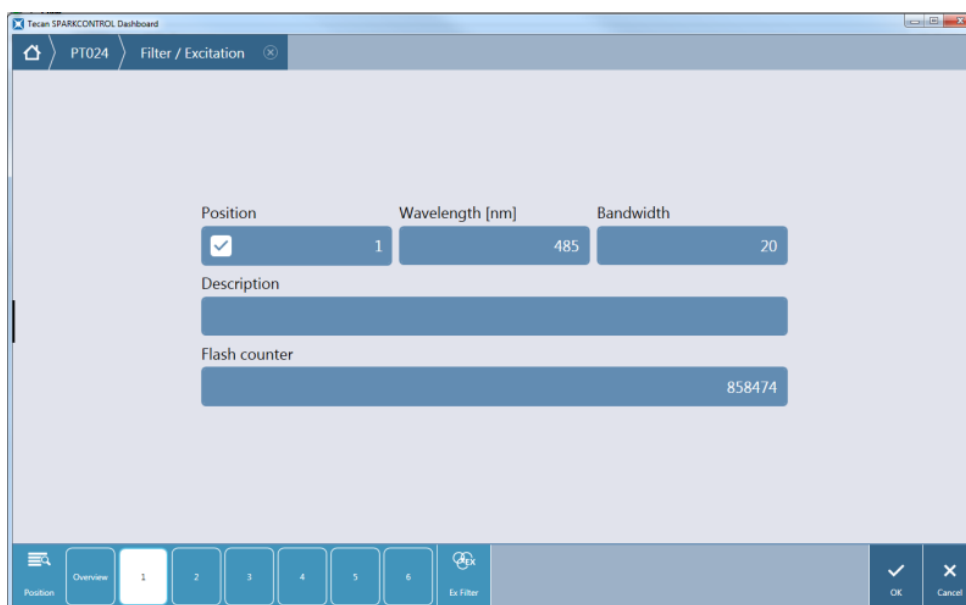 Tecan SPARKCONTROL Dashboard
PT024 Filter / Excitation
Position Wavelength [nm] Bandwidth
1 485 20
Description
Flash counter
858474
Overview 1 2 3 4 5 6 EX
Position Ex Filter OK Cancel